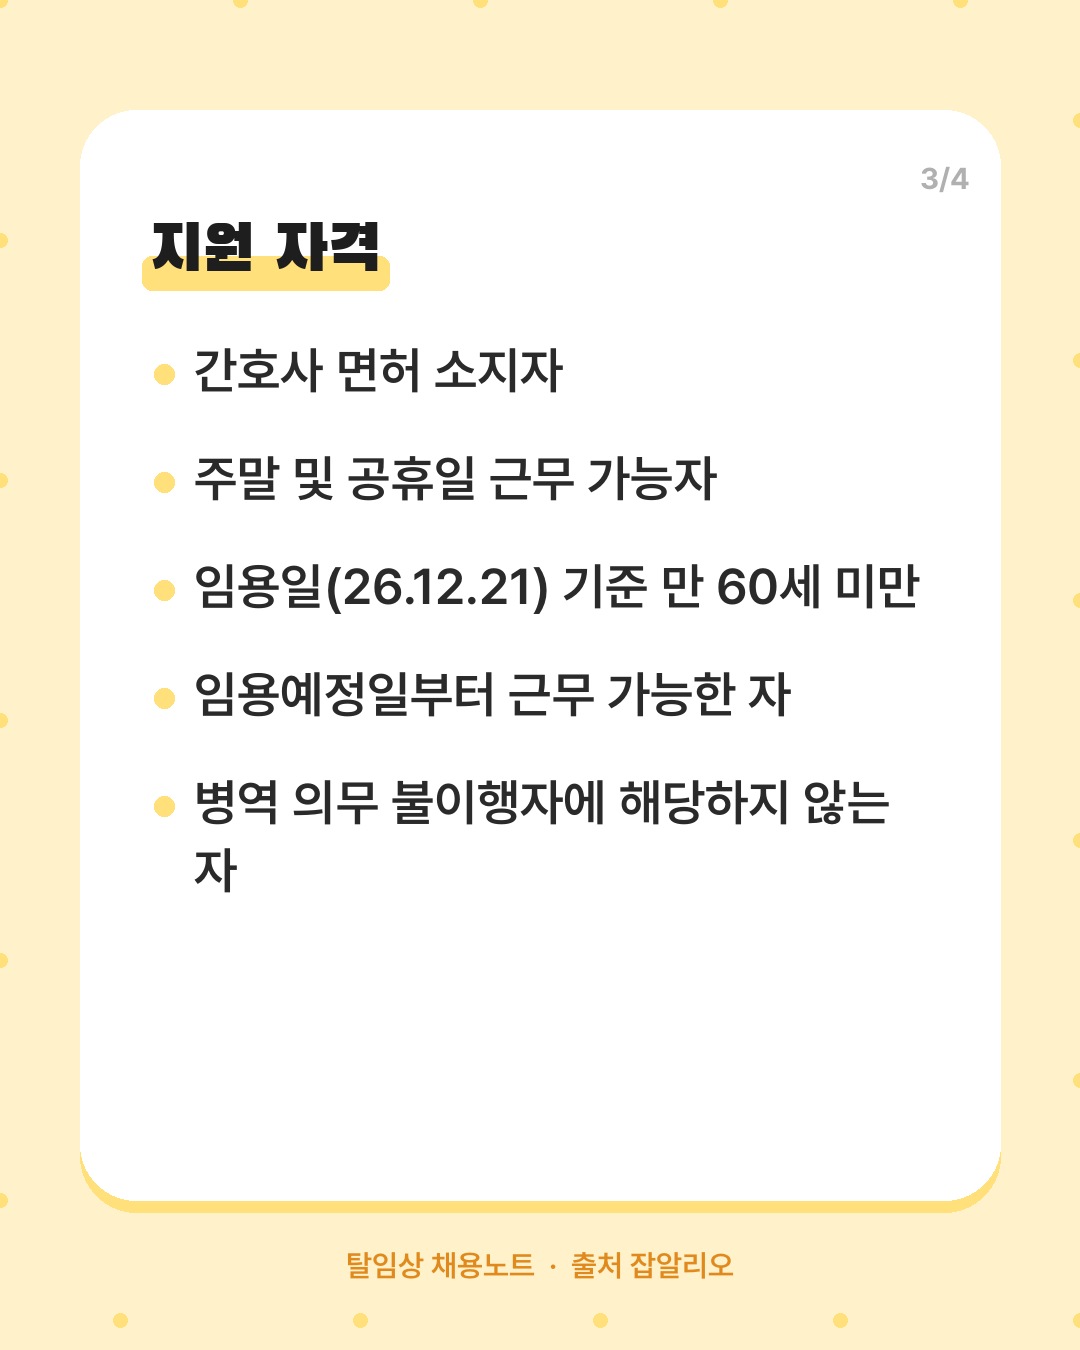 3/4
지원 자격
간호사 면허 소지자
주말 및 공휴일 근무 가능자
임용일(26.12.21) 기준 만 60세 미만
임용예정일부터 근무 가능한 자
병역 의무 불이행자에 해당하지 않는
자
탈임상 채용노트 · 출처 잡알리오